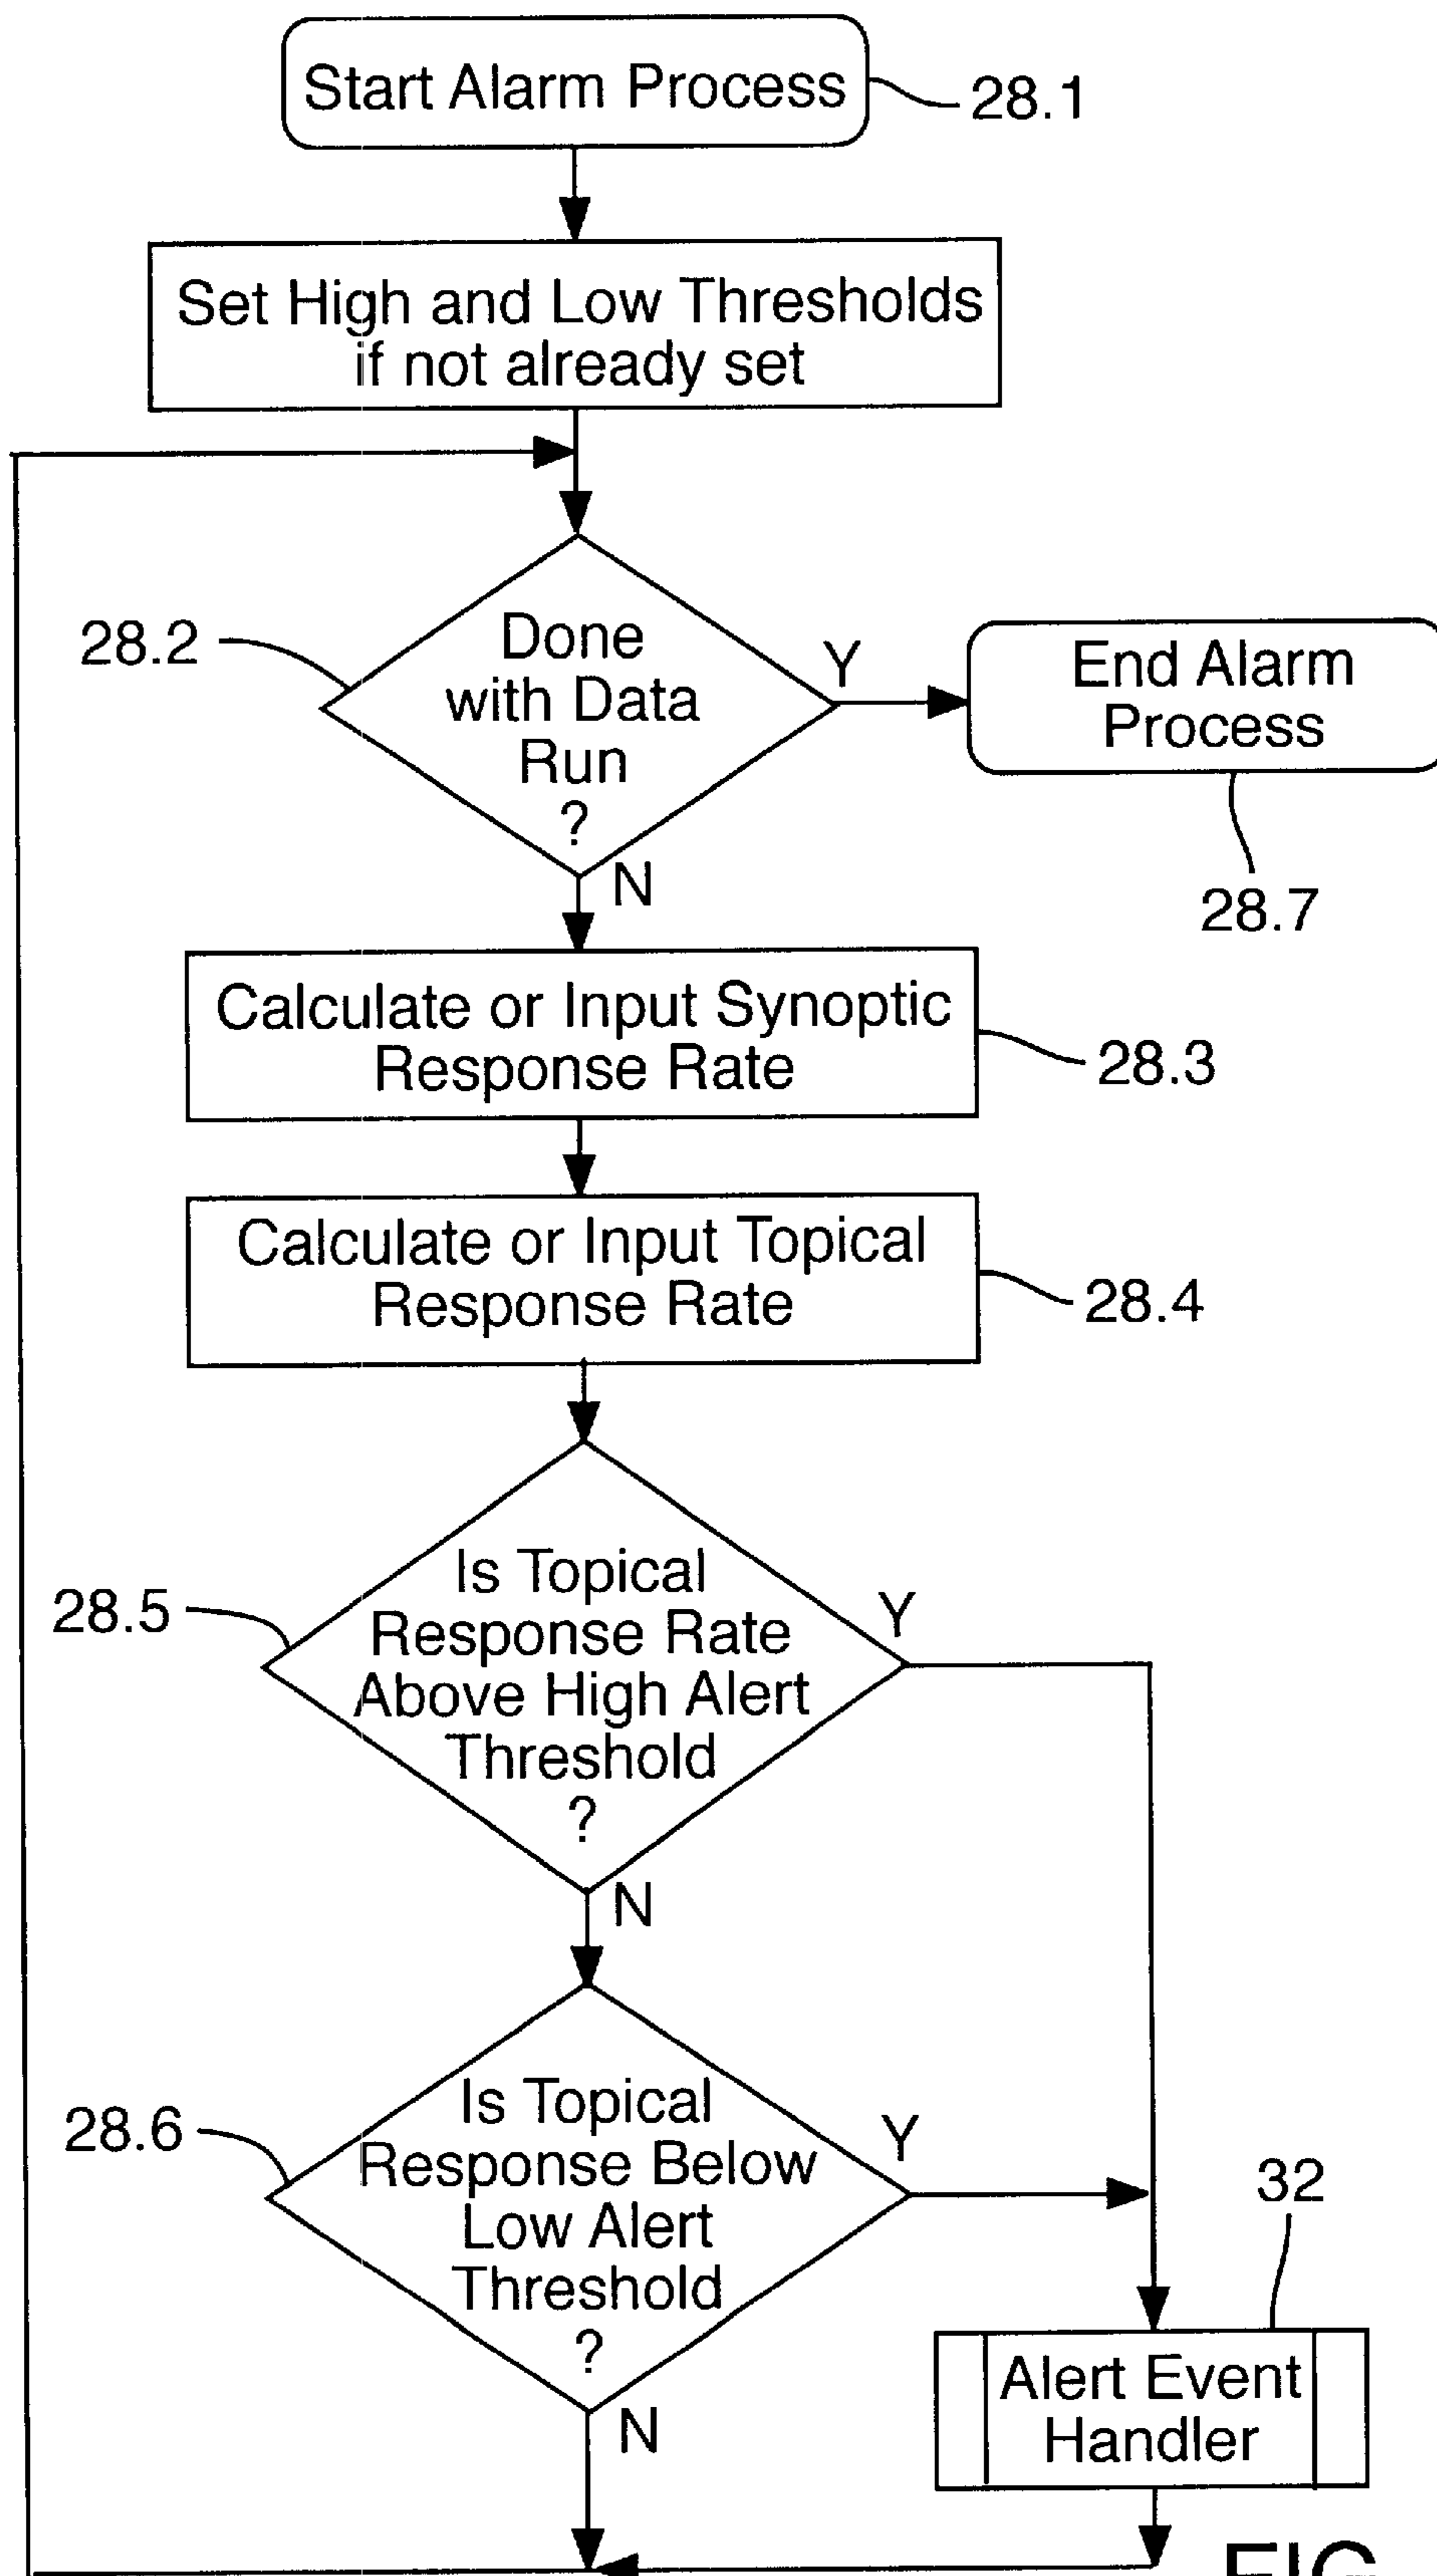 Start Alarm Process
28.1
Set High and Low Thresholds
if not already set
28.2
Done
with Data
Run
?
Y
End Alarm
Process
N
28.7
Calculate or Input Synoptic
Response Rate
28.3
Calculate or Input Topical
Response Rate
28.4
28.5
Is Topical
Response Rate
Above High Alert
Threshold
?
Y
N
28.6
Is Topical
Response Below
Low Alert
Threshold
?
Y
32
N
Alert Event
Handler
FIG